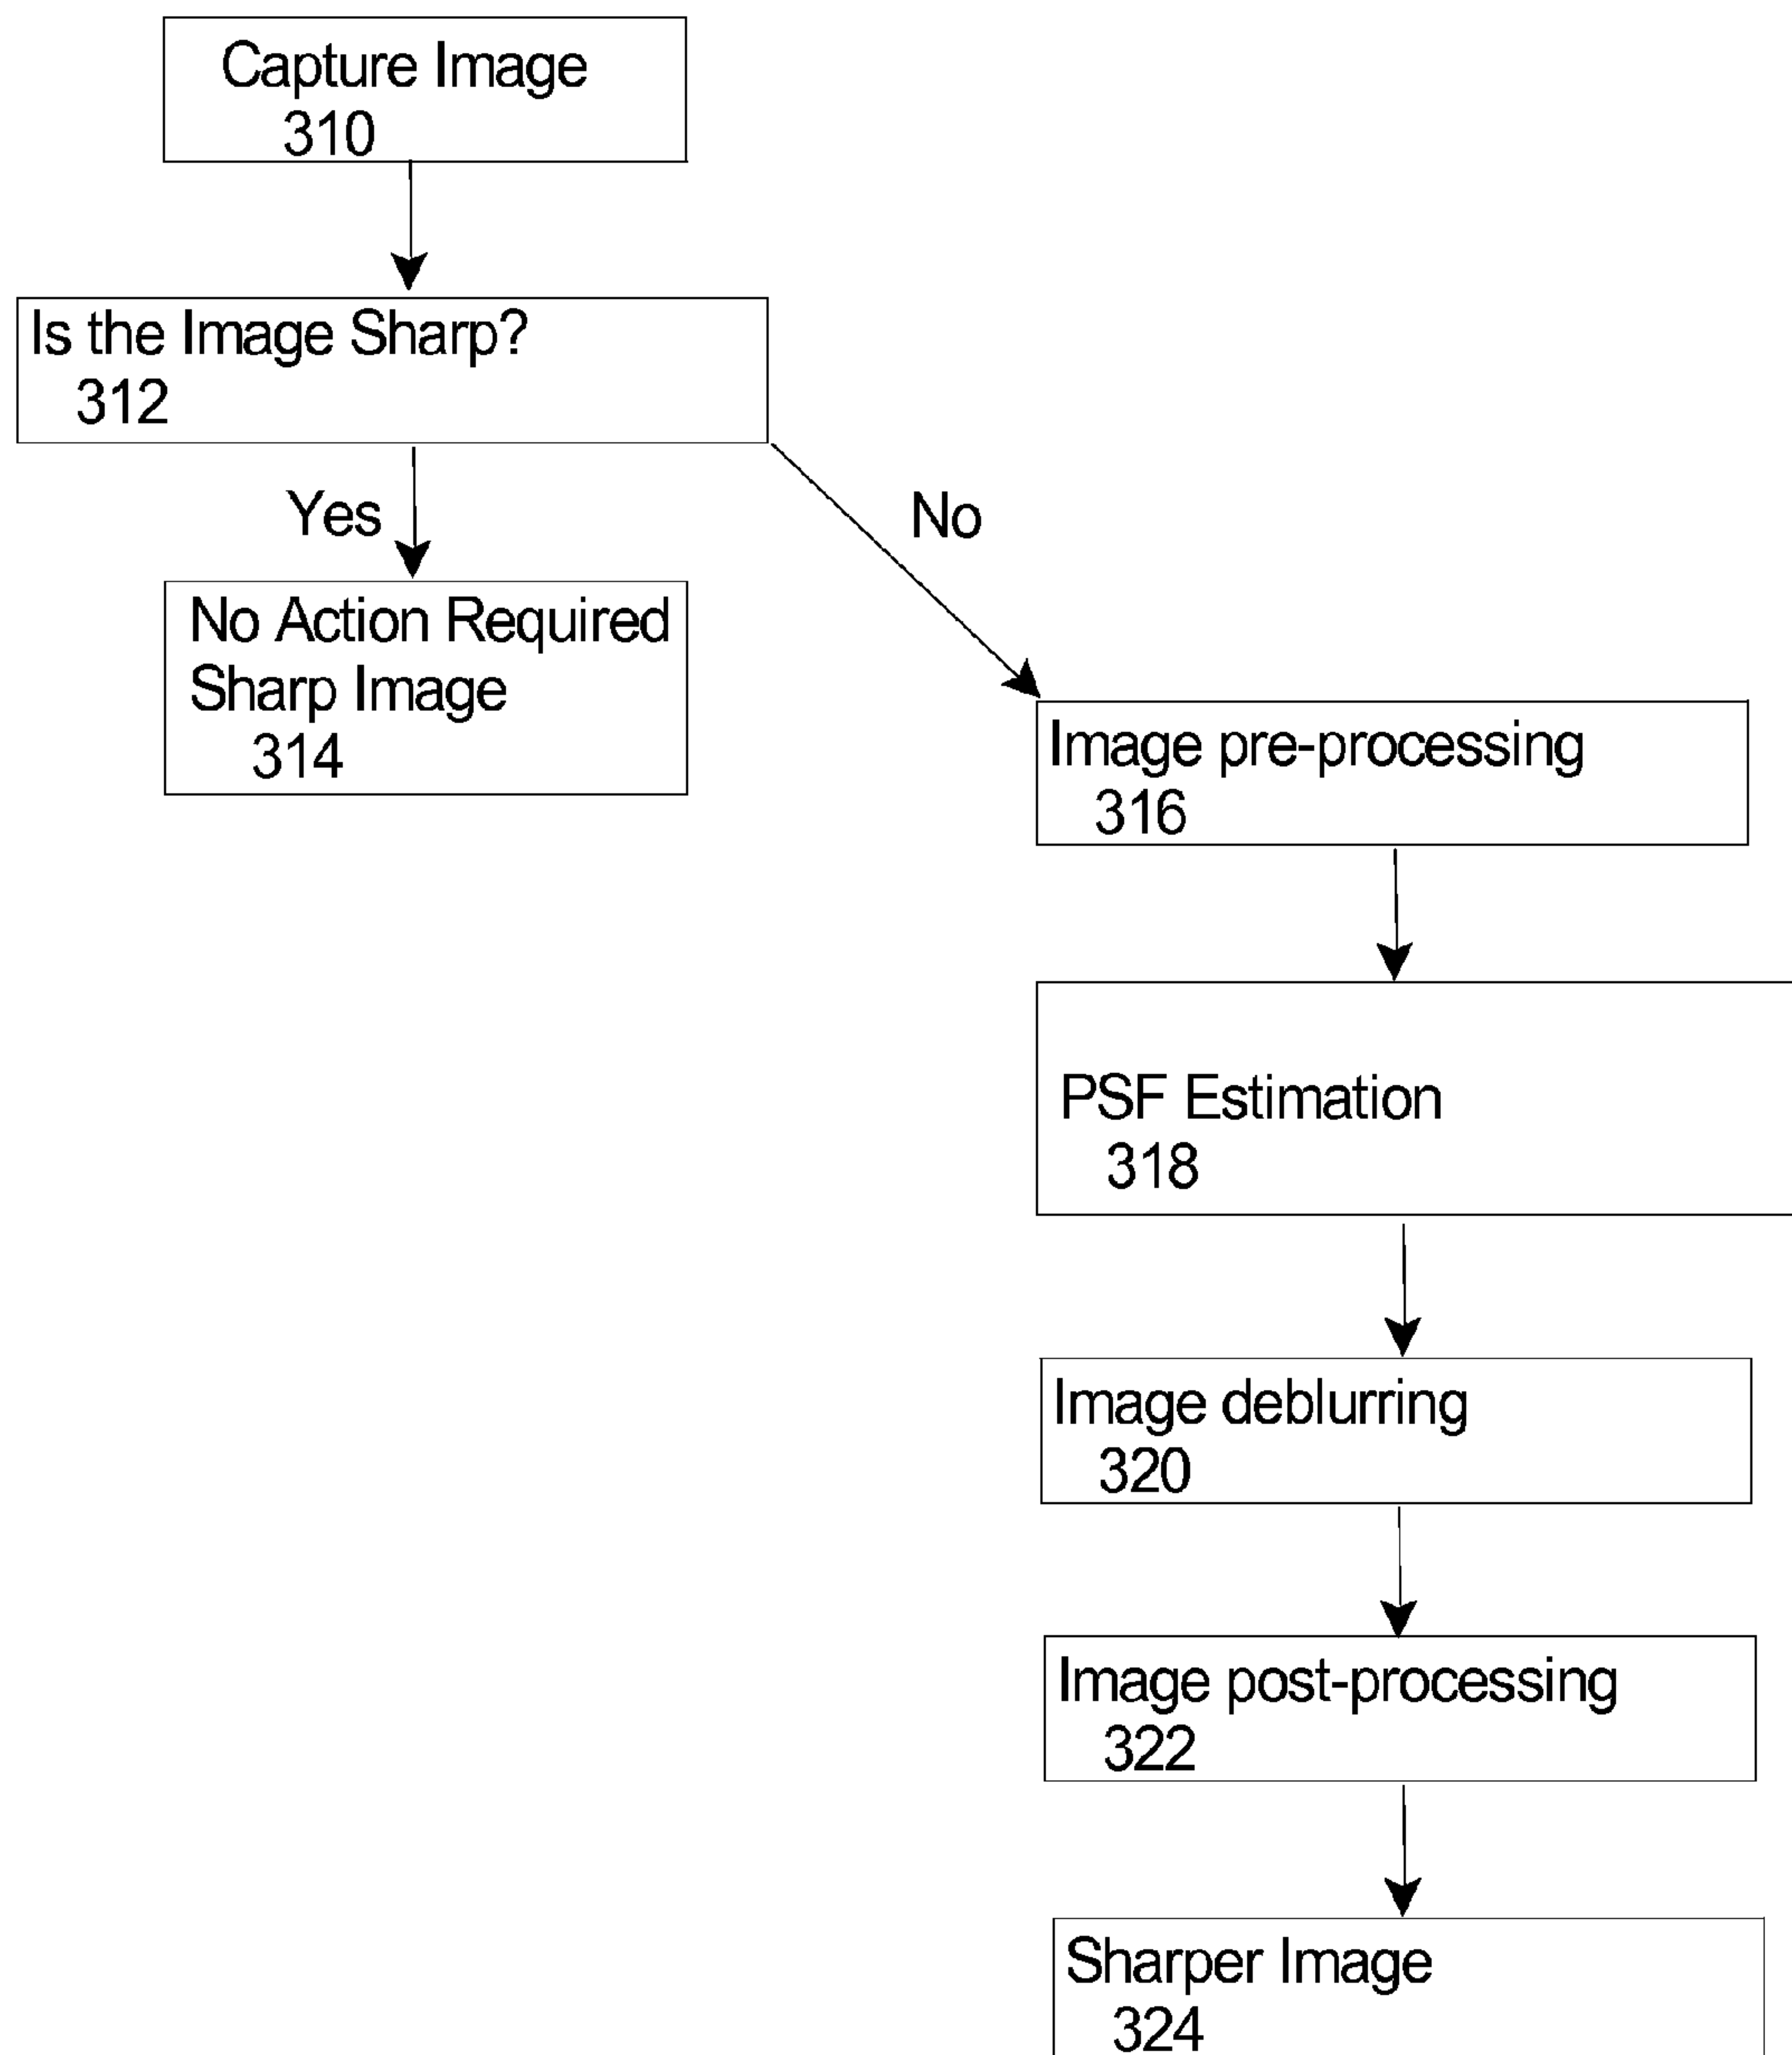 Capture Image
310
Is the Image Sharp?
312
Yes
No
No Action Required
Sharp Image
314
Image pre-processing
316
PSF Estimation
318
Image deblurring
320
Image post-processing
322
Sharper Image
324